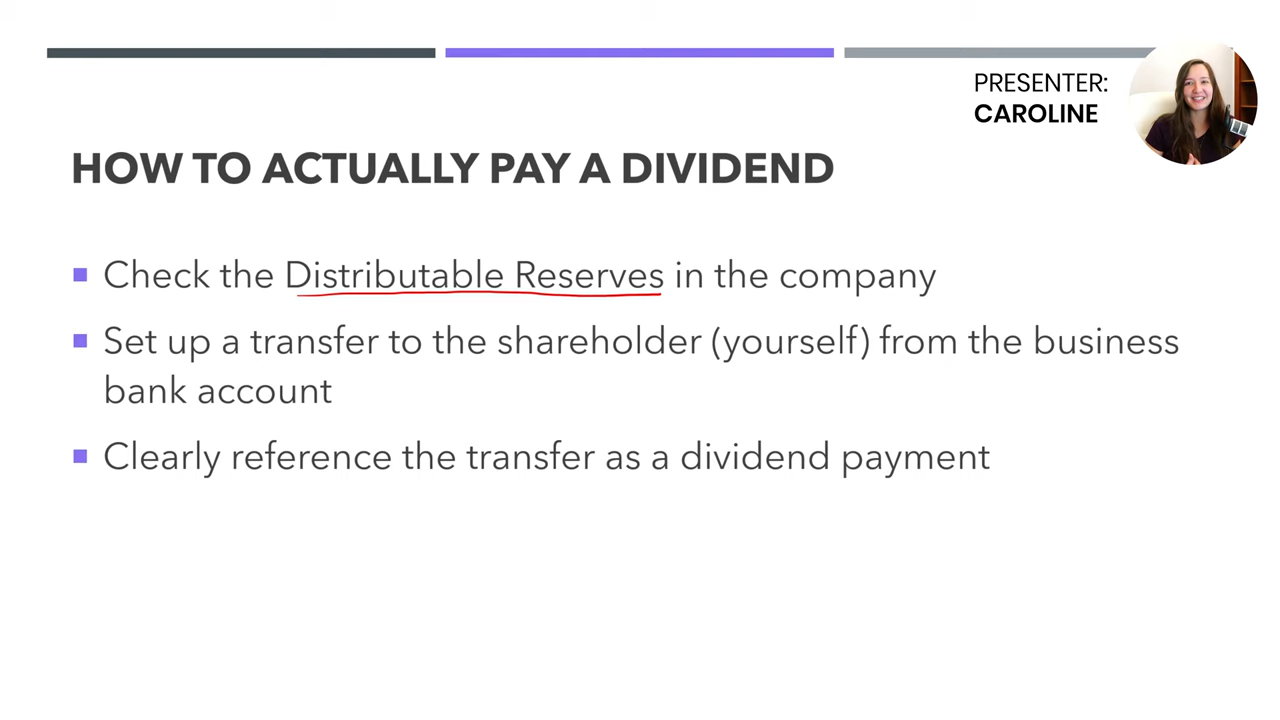 PRESENTER:
CAROLINE
HOW TO ACTUALLY PAY A DIVIDEND
Check the Distributable Reserves in the company
Set up a transfer to the shareholder (yourself) from the business
bank account
Clearly reference the transfer as a dividend payment